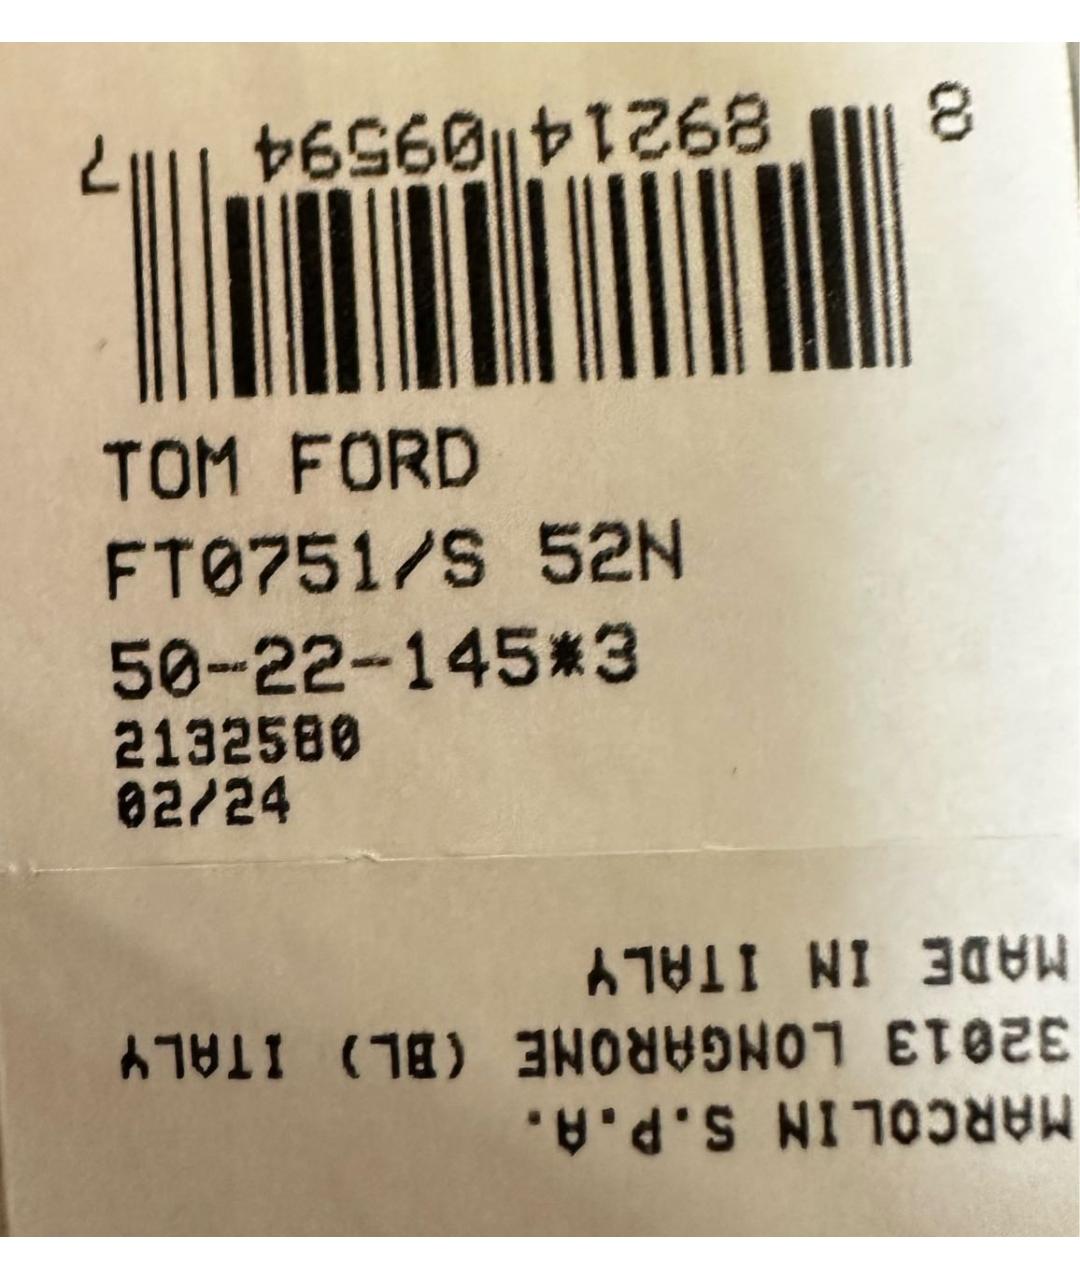 8 89214 09594 7
TOM FORD
FT0751/S 52N
50-22-145*3
2132580
02/24
MARCOLIN S.P.A.
32013 LONGARONE (BL) ITALY
MADE IN ITALY